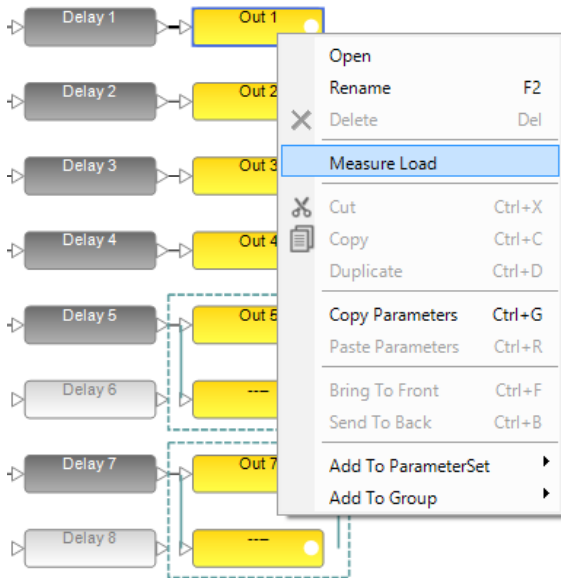 Delay 1
Out 1
Delay 2
Out 2
Delay 3
Out 3
Delay 4
Out 4
Delay 5
Out 5
Delay 6
----
Delay 7
Out 7
Delay 8
----
Open
Rename F2
Delete Del
Measure Load
Cut Ctrl+X
Copy Ctrl+C
Duplicate Ctrl+D
Copy Parameters Ctrl+G
Paste Parameters Ctrl+R
Bring To Front Ctrl+F
Send To Back Ctrl+B
Add To ParameterSet
Add To Group